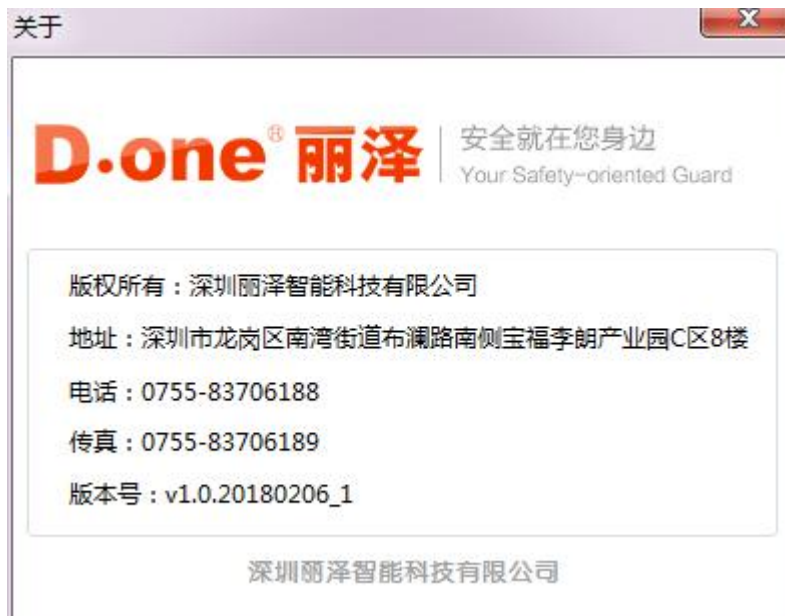 关于
D·one® 丽泽
安全就在您身边
Your Safety-oriented Guard
版权所有：深圳丽泽智能科技有限公司
地址：深圳市龙岗区南湾街道布澜路南侧宝福李朗产业园C区8楼
电话：0755-83706188
传真：0755-83706189
版本号：v1.0.20180206_1
深圳丽泽智能科技有限公司